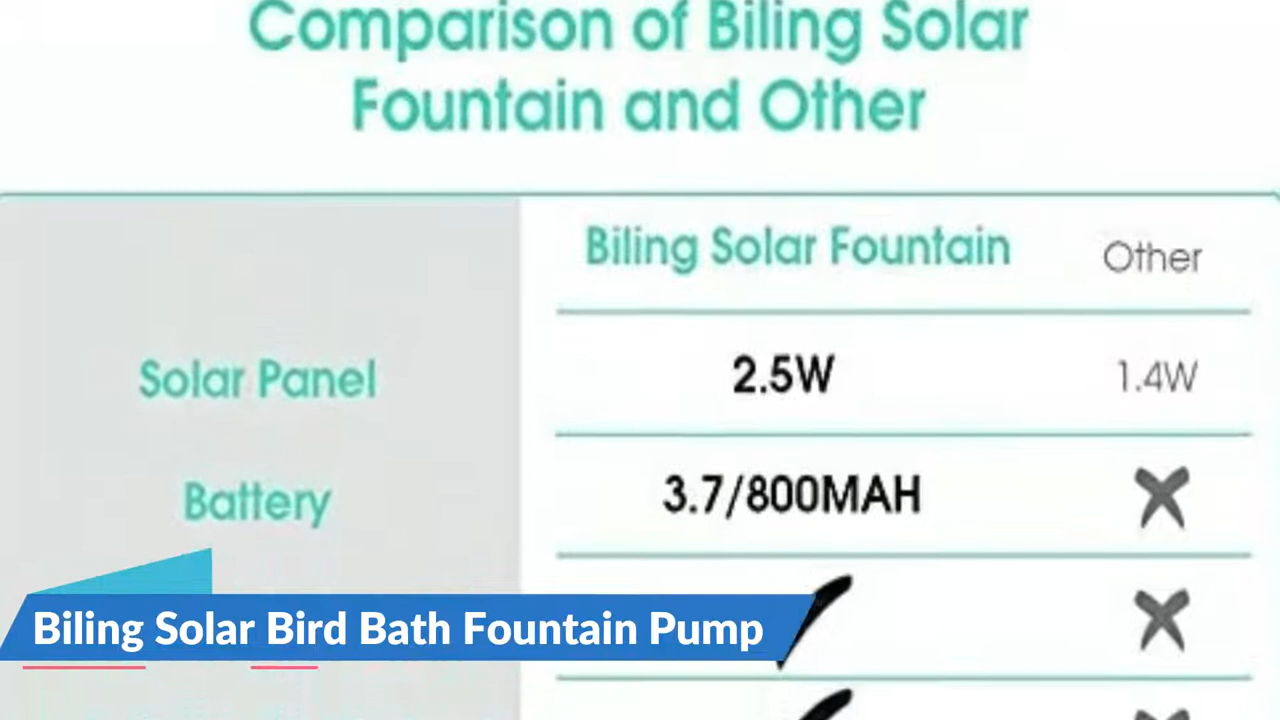 Comparison of Biling Solar
Fountain and Other
Biling Solar Fountain Other
Solar Panel 2.5W 1.4W
Battery 3.7/800MAH
Biling Solar Bird Bath Fountain Pump